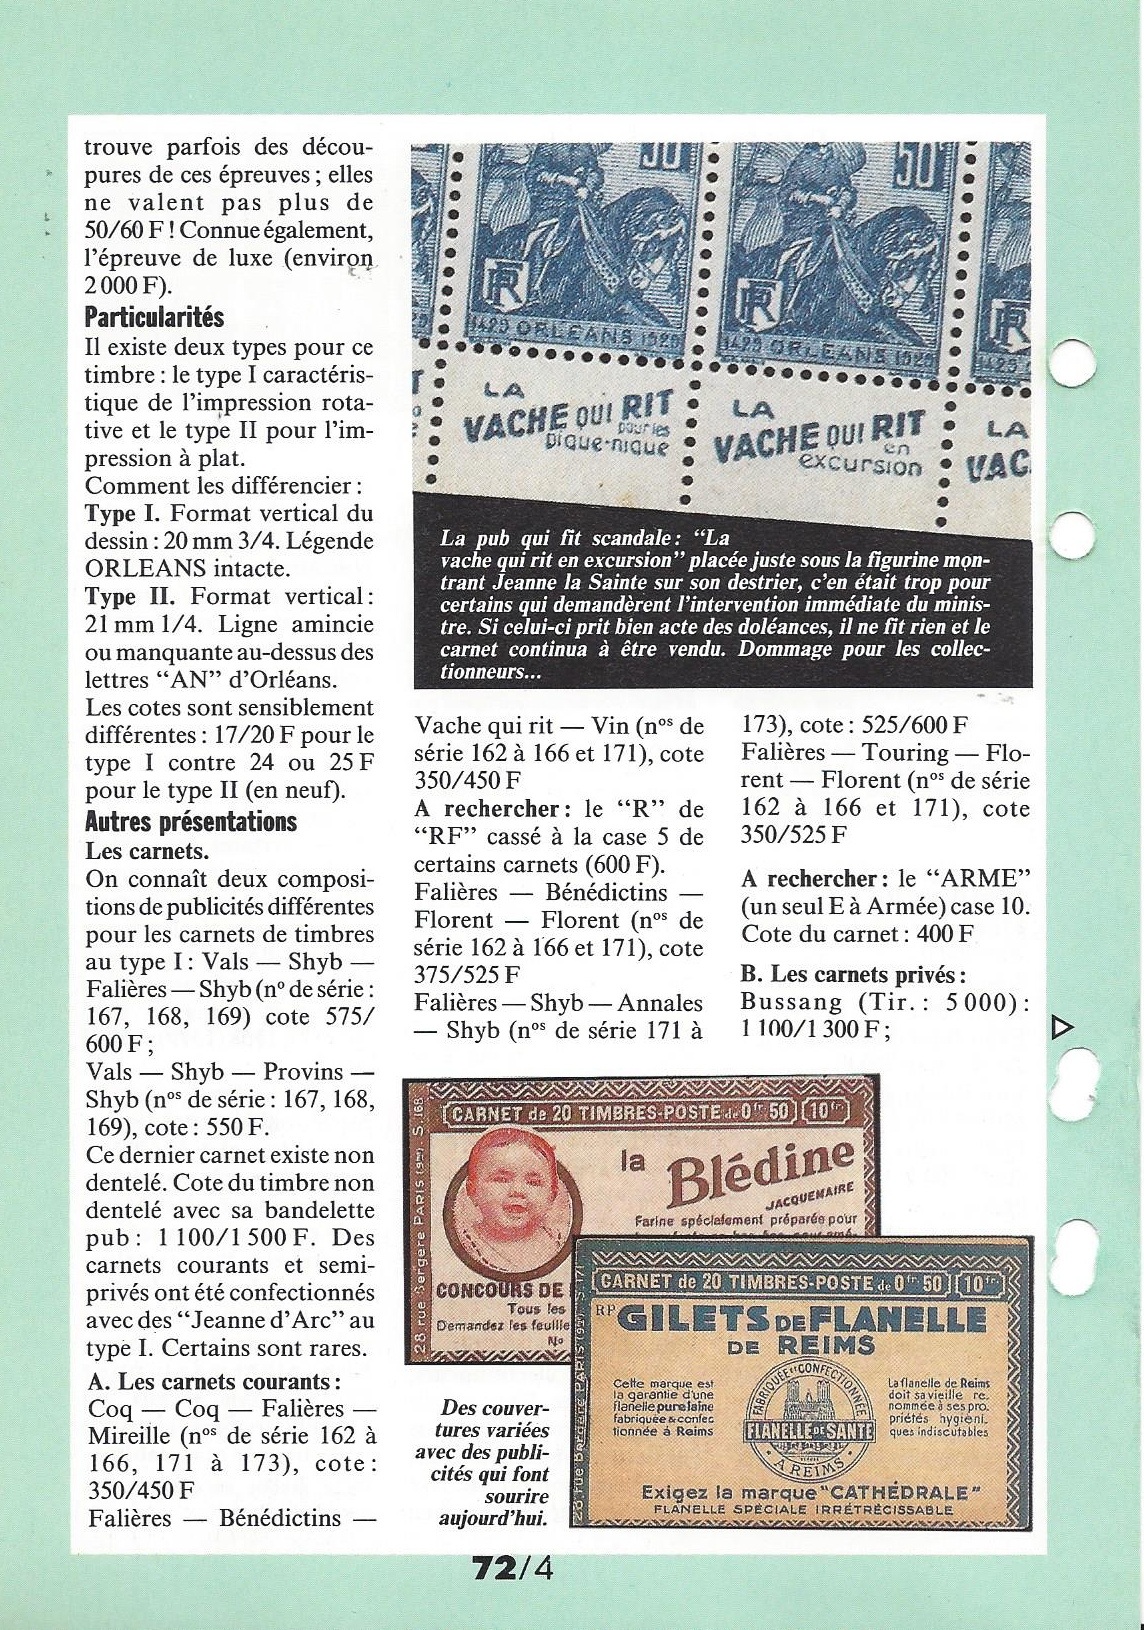 trouve parfois des décou-
pures de ces épreuves ; elles
ne valent pas plus de
50/60 F ! Connue également,
l'épreuve de luxe (environ
2 000 F).
Particularités
Il existe deux types pour ce
timbre : le type I caractéris-
tique de l'impression rota-
tive et le type II pour l'im-
pression à plat.
Comment les différencier :
Type I. Format vertical du
dessin : 20 mm 3/4. Légende
ORLEANS intacte.
Type II. Format vertical :
21 mm 1/4. Ligne amincie
ou manquante au-dessus des
lettres “AN” d'Orléans.
Les cotes sont sensiblement
différentes : 17/20 F pour le
type I contre 24 ou 25 F
pour le type II (en neuf).
Autres présentations
Les carnets.
On connaît deux composi-
tions de publicités différentes
pour les carnets de timbres
au type I : Vals — Shyb —
Falières — Shyb (n° de série :
167, 168, 169) cote 575/
600 F ;
Vals — Shyb — Provins —
Shyb (nos de série : 167, 168,
169), cote : 550 F.
Ce dernier carnet existe non
dentelé. Cote du timbre non
dentelé avec sa bandelette
pub : 1 100/1 500 F. Des
carnets courants et semi-
privés ont été confectionnés
avec des “Jeanne d'Arc” au
type I. Certains sont rares.
A. Les carnets courants :
Coq — Coq — Falières —
Mireille (nos de série 162 à
166, 171 à 173), cote :
350/450 F
Falières — Bénédictins —
50c
50c
RF
RF
RF
1429 ORLEANS 1929
1429 ORLEANS 1929
LA
VACHE QUI RIT
pour les
pique-nique
LA
VACHE QUI RIT
en
excursion
LA
VAC
La pub qui fit scandale : “La
vache qui rit en excursion” placée juste sous la figurine mon-
trant Jeanne la Sainte sur son destrier, c'en était trop pour
certains qui demandèrent l'intervention immédiate du minis-
tre. Si celui-ci prit bien acte des doléances, il ne fit rien et le
carnet continua à être vendu. Dommage pour les collec-
tionneurs...
Vache qui rit — Vin (nos de
série 162 à 166 et 171), cote
350/450 F
A rechercher : le “R” de
“RF” cassé à la case 5 de
certains carnets (600 F).
Falières — Bénédictins —
Florent — Florent (nos de
série 162 à 166 et 171), cote
375/525 F
Falières — Shyb — Annales
— Shyb (nos de série 171 à
173), cote : 525/600 F
Falières — Touring — Flo-
rent — Florent (nos de série
162 à 166 et 171), cote
350/525 F
A rechercher : le “ARME”
(un seul E à Armée) case 10.
Cote du carnet : 400 F
B. Les carnets privés :
Bussang (Tir. : 5 000) :
1 100/1 300 F ;
CARNET de 20 TIMBRES-POSTE de 0fr 50 10fr
28 rue Bergère PARIS (9e). S. 168
la Blédine
JACQUEMAIRE
Farine spécialement préparée pour
CONCOURS DE
Tous les
Demandez les feuille
No
CARNET de 20 TIMBRES-POSTE de 0fr 50 10fr
28 rue Bergère PARIS (9e). S. 171
RP
GILETS DE FLANELLE
DE REIMS
Cette marque est
la garantie d'une
flanelle pure laine
fabriquée & confec
tionnée à Reims
FABRIQUÉE & CONFECTIONNÉE
FLANELLE DE SANTÉ
A REIMS
La flanelle de Reims
doit sa vieille re.
nommée à ses pro.
priétés hygiéni.
ques indiscutables
Exigez la marque "CATHÉDRALE"
FLANELLE SPÉCIALE IRRÉTRÉCISSABLE
Des couver-
tures variées
avec des publi-
cités qui font
sourire
aujourd'hui.
72/4